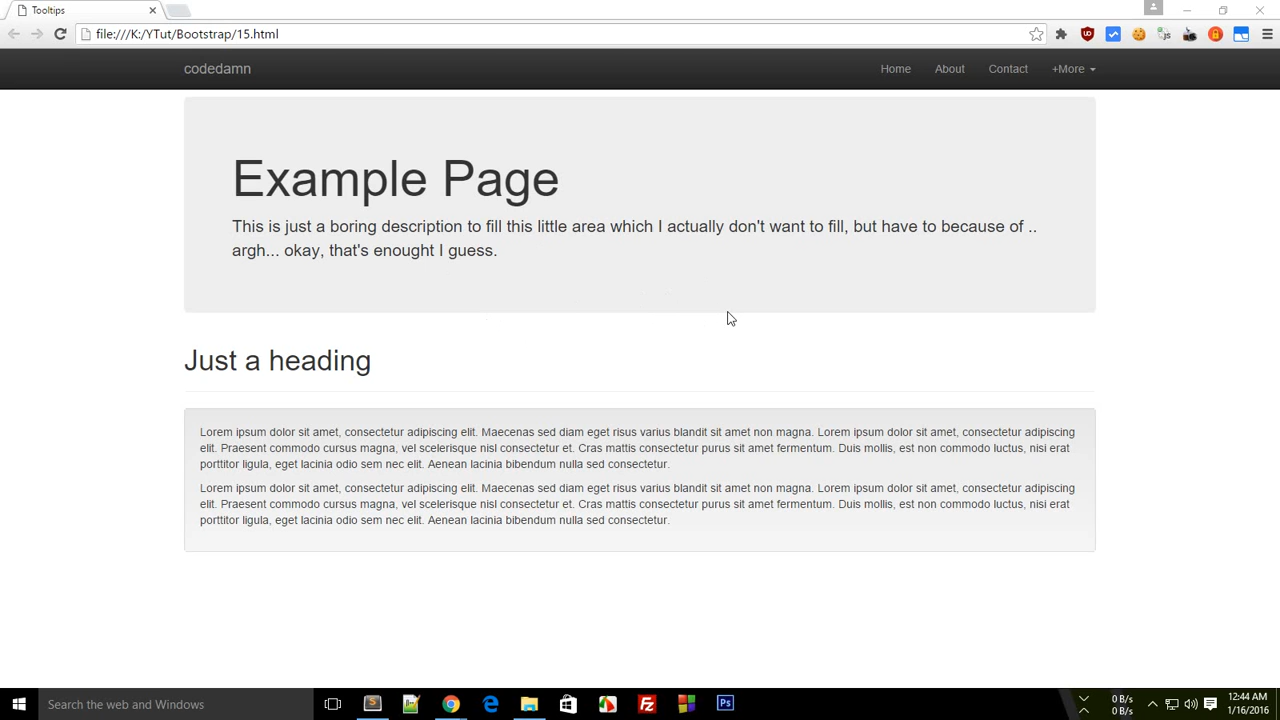 Tooltips
file:///K:/YTut/Bootstrap/15.html
codedamn
Home About Contact +More
Example Page
This is just a boring description to fill this little area which I actually don't want to fill, but have to because of ..
argh... okay, that's enought I guess.
Just a heading
Lorem ipsum dolor sit amet, consectetur adipiscing elit. Maecenas sed diam eget risus varius blandit sit amet non magna. Lorem ipsum dolor sit amet, consectetur adipiscing
elit. Praesent commodo cursus magna, vel scelerisque nisl consectetur et. Cras mattis consectetur purus sit amet fermentum. Duis mollis, est non commodo luctus, nisi erat
porttitor ligula, eget lacinia odio sem nec elit. Aenean lacinia bibendum nulla sed consectetur.
Lorem ipsum dolor sit amet, consectetur adipiscing elit. Maecenas sed diam eget risus varius blandit sit amet non magna. Lorem ipsum dolor sit amet, consectetur adipiscing
elit. Praesent commodo cursus magna, vel scelerisque nisl consectetur et. Cras mattis consectetur purus sit amet fermentum. Duis mollis, est non commodo luctus, nisi erat
porttitor ligula, eget lacinia odio sem nec elit. Aenean lacinia bibendum nulla sed consectetur.
Search the web and Windows
0 B/s
0 B/s
12:44 AM
1/16/2016